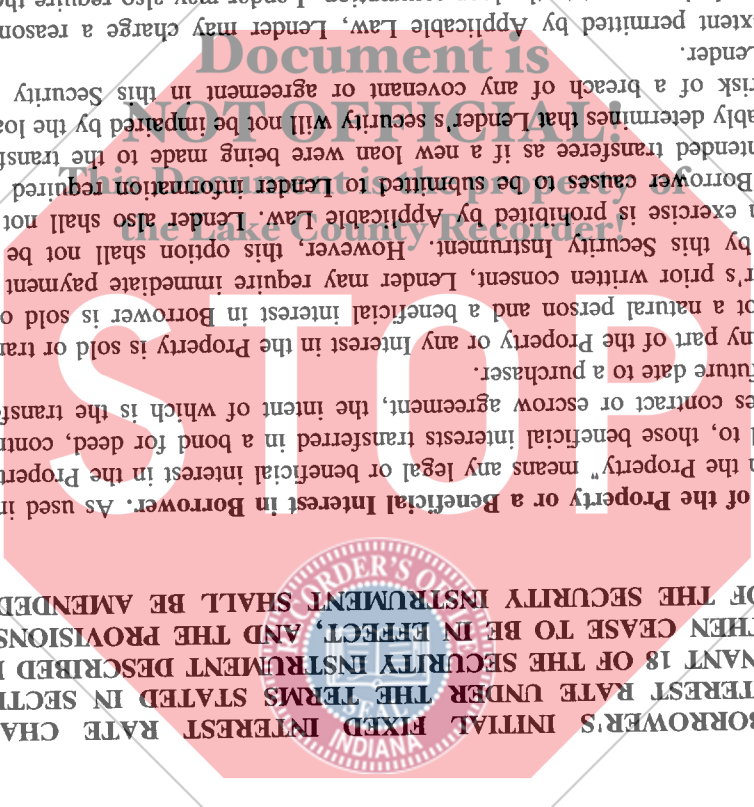 Document is
NOT OFFICIAL!
This Document is the property of
the Lake County Recorder!
STOP
RECORDER'S OFFICE
SEAL
INDIANA
BORROWER'S INITIAL FIXED INTEREST RATE CHA
TEREST RATE UNDER THE TERMS STATED IN SECTI
NANT 18 OF THE SECURITY INSTRUMENT DESCRIBED I
THEN CEASE TO BE IN EFFECT, AND THE PROVISIONS
OF THE SECURITY INSTRUMENT SHALL BE AMENDED
of the Property or a Beneficial Interest in Borrower. As used in
n the Property" means any legal or beneficial interest in the Propert
l to, those beneficial interests transferred in a bond for deed, contr
es contract or escrow agreement, the intent of which is the transf
future date to a purchaser.
ny part of the Property or any Interest in the Property is sold or tran
ot a natural person and a beneficial interest in Borrower is sold o
r's prior written consent, Lender may require immediate payment
by this Security Instrument. However, this option shall not be
h exercise is prohibited by Applicable Law. Lender also shall not
Borrower causes to be submitted to Lender information required
ntended transferee as if a new loan were being made to the transf
ably determines that Lender's security will not be impaired by the loa
risk of a breach of any covenant or agreement in this Security
Lender.
extent permitted by Applicable Law, Lender may charge a reason